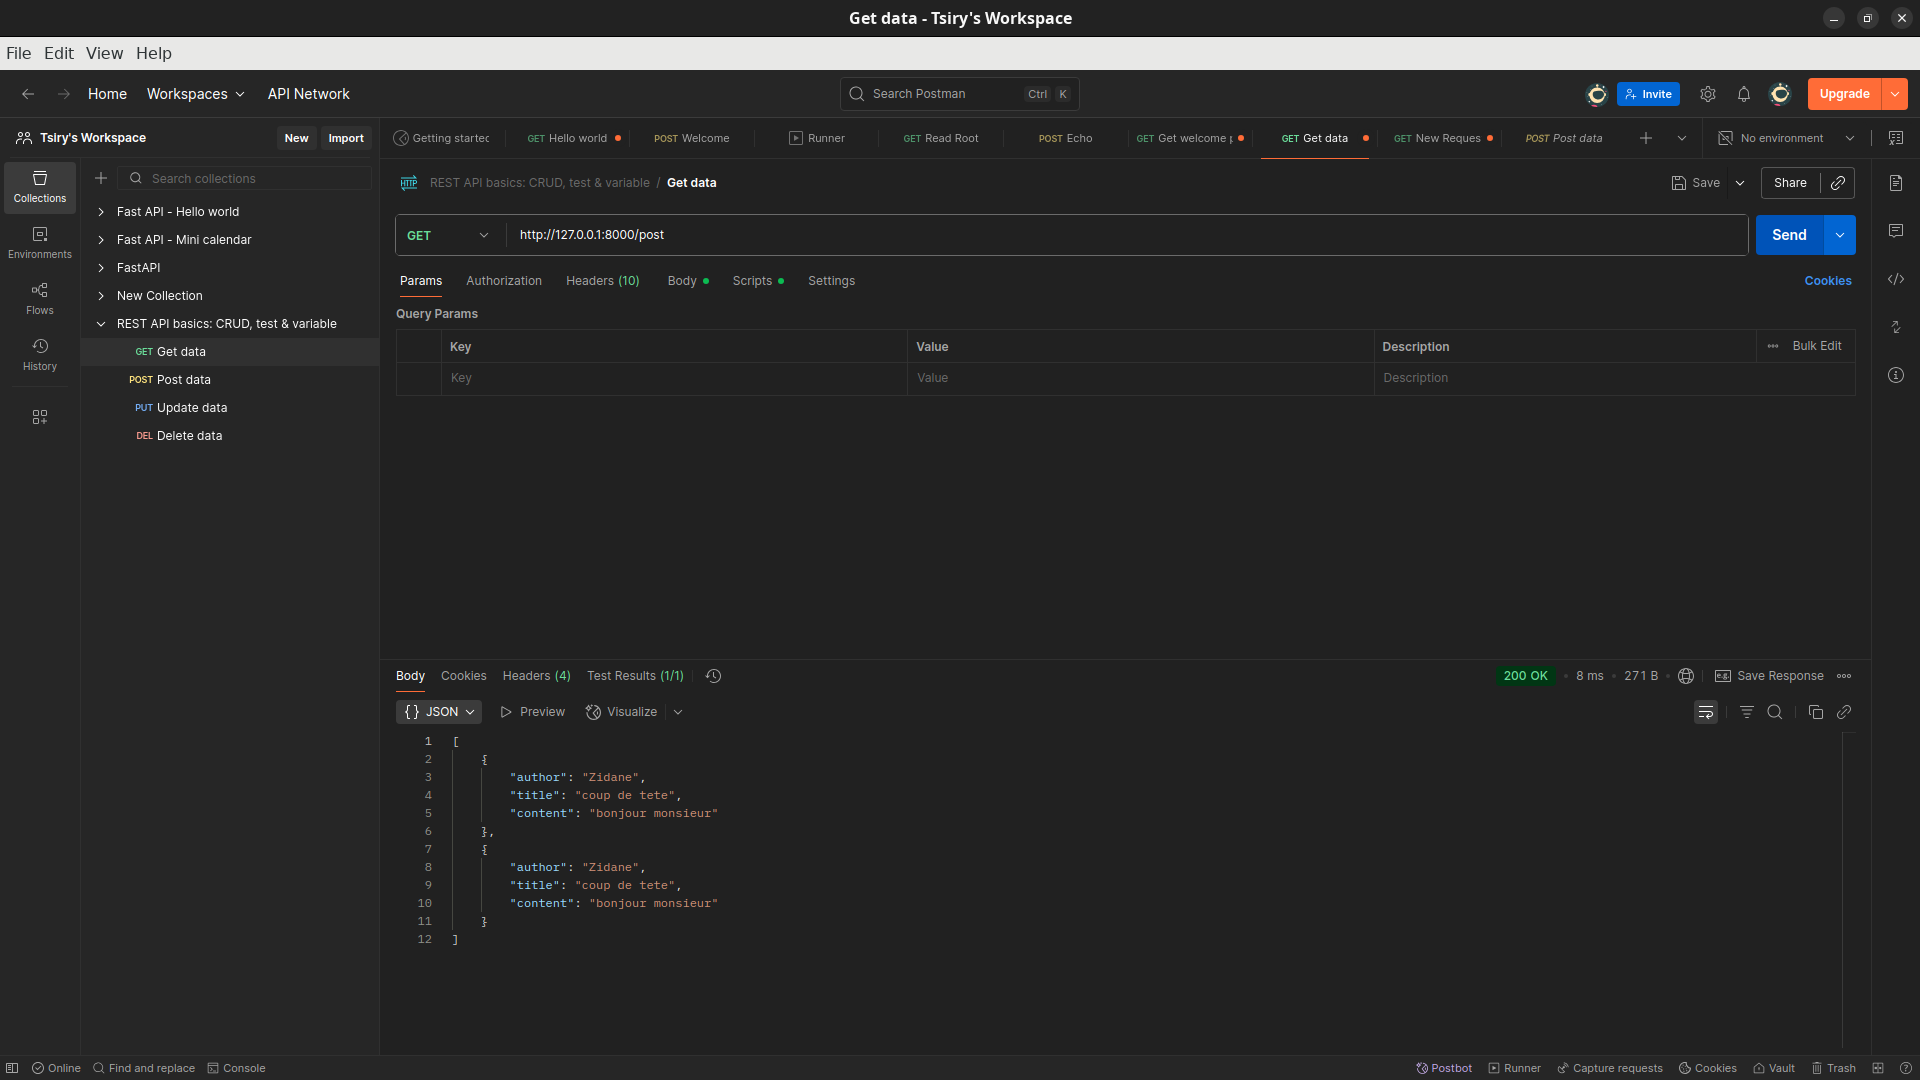 Get data - Tsiry's Workspace
File Edit View Help
Home Workspaces API Network Search Postman Ctrl K Invite Upgrade
Tsiry's Workspace New Import
GET Hello world POST Welcome Runner GET Read Root POST Echo GET Get welcome GET Get data GET New Reques POST Post data No environment
Getting started
Search collections
Collections
Environments
Flows
History
Fast API - Hello world
Fast API - Mini calendar
FastAPI
New Collection
REST API basics: CRUD, test & variable
GET Get data
POST Post data
PUT Update data
DEL Delete data
HTTP REST API basics: CRUD, test & variable / Get data Save Share
GET http://127.0.0.1:8000/post Send
Params Authorization Headers (10) Body Scripts Settings Cookies
Query Params
Key Value Description Bulk Edit
Key Value Description
Body Cookies Headers (4) Test Results (1/1) 200 OK • 8 ms • 271 B e.g. Save Response
{} JSON Preview Visualize
1 [
2 {
3 "author": "Zidane",
4 "title": "coup de tete",
5 "content": "bonjour monsieur"
6 },
7 {
8 "author": "Zidane",
9 "title": "coup de tete",
10 "content": "bonjour monsieur"
11 }
12 ]
Online Find and replace Console Postbot Runner Capture requests Cookies Vault Trash